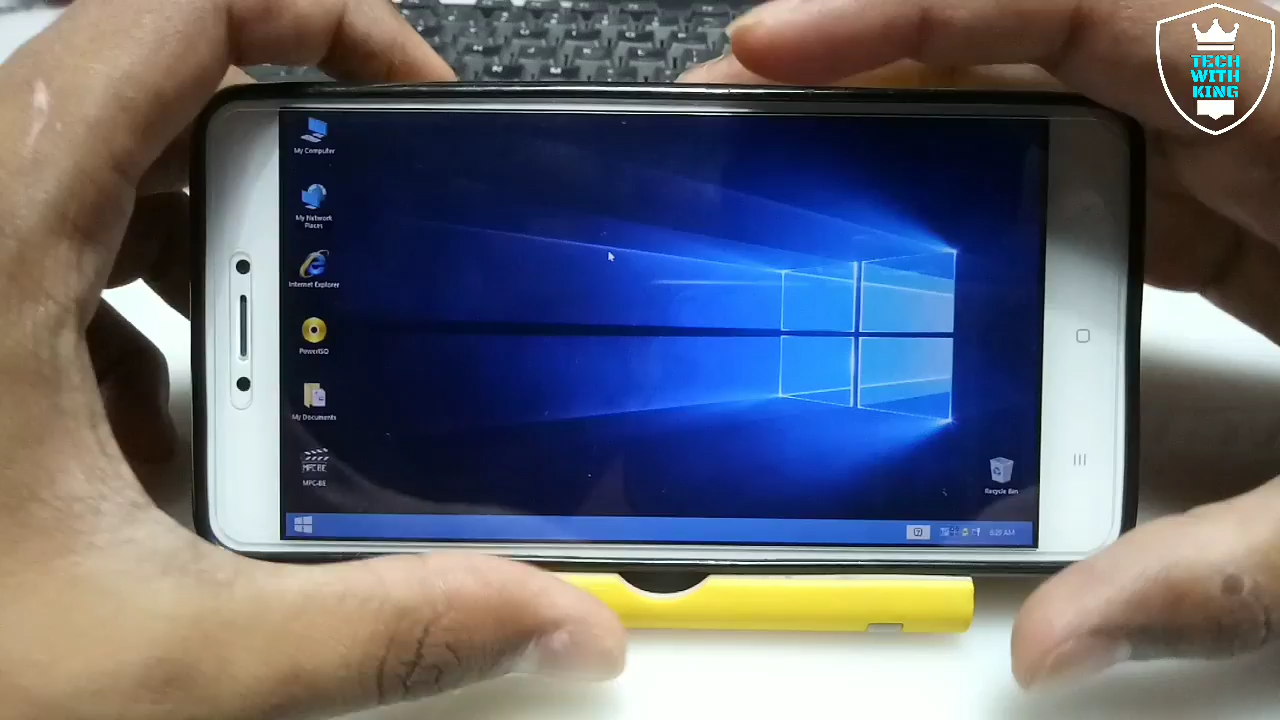 TECH
WITH
KING
My Computer
My Network
Places
Internet Explorer
PowerISO
My Documents
MPC-BE
MPC-BE
Recycle Bin